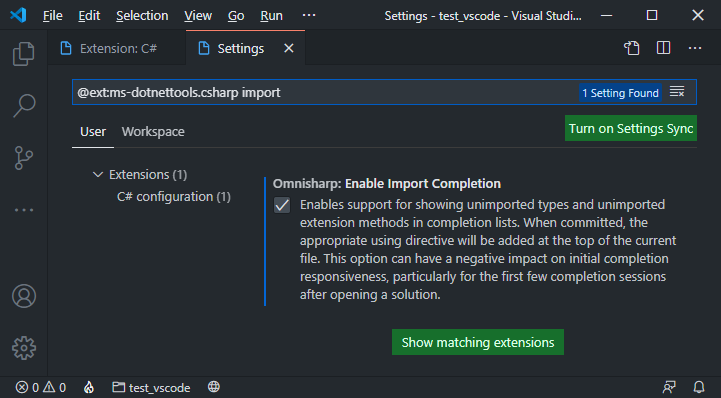 File Edit Selection View Go Run ··· Settings - test_vscode - Visual Studi...
Extension: C# Settings
@ext:ms-dotnettools.csharp import 1 Setting Found
User Workspace Turn on Settings Sync
Extensions (1)
C# configuration (1)
Omnisharp: Enable Import Completion
Enables support for showing unimported types and unimported
extension methods in completion lists. When committed, the
appropriate using directive will be added at the top of the current
file. This option can have a negative impact on initial completion
responsiveness, particularly for the first few completion sessions
after opening a solution.
Show matching extensions
0 0 test_vscode